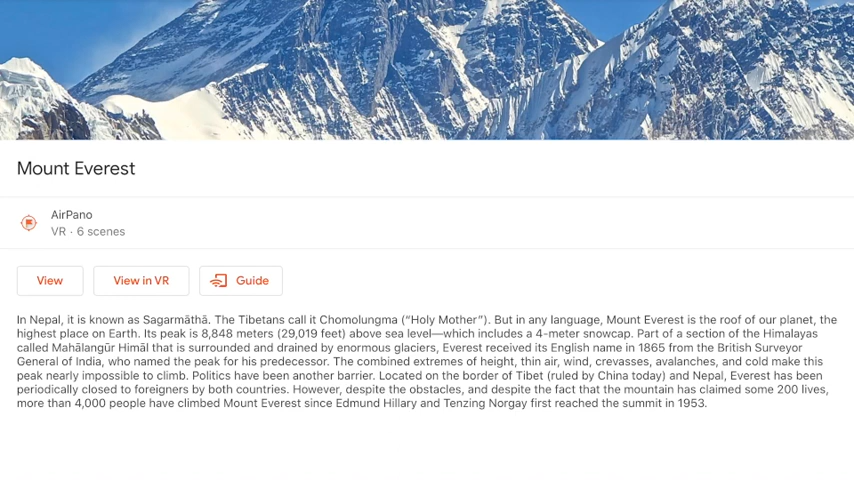 Mount Everest
AirPano
VR · 6 scenes
View
View in VR
Guide
In Nepal, it is known as Sagarmāthā. The Tibetans call it Chomolungma (“Holy Mother”). But in any language, Mount Everest is the roof of our planet, the
highest place on Earth. Its peak is 8,848 meters (29,019 feet) above sea level—which includes a 4-meter snowcap. Part of a section of the Himalayas
called Mahālangūr Himāl that is surrounded and drained by enormous glaciers, Everest received its English name in 1865 from the British Surveyor
General of India, who named the peak for his predecessor. The combined extremes of height, thin air, wind, crevasses, avalanches, and cold make this
peak nearly impossible to climb. Politics have been another barrier. Located on the border of Tibet (ruled by China today) and Nepal, Everest has been
periodically closed to foreigners by both countries. However, despite the obstacles, and despite the fact that the mountain has claimed some 200 lives,
more than 4,000 people have climbed Mount Everest since Edmund Hillary and Tenzing Norgay first reached the summit in 1953.